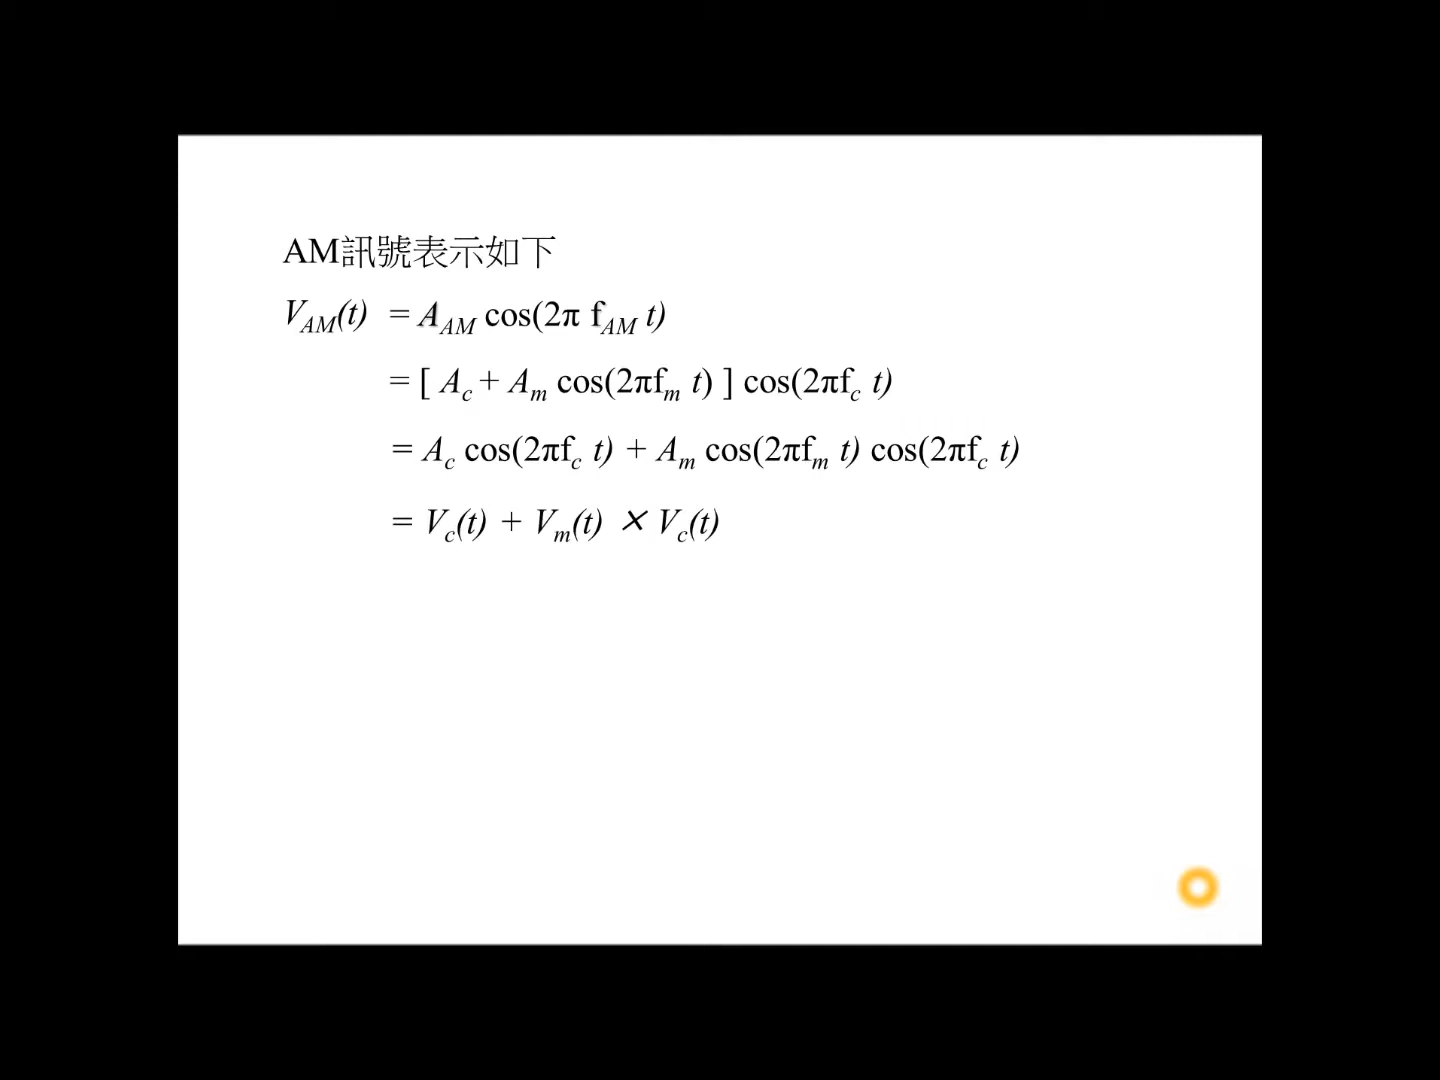 AM訊號表示如下
V_AM(t) = A_AM cos(2π f_AM t)
= [ A_c + A_m cos(2πf_m t) ] cos(2πf_c t)
= A_c cos(2πf_c t) + A_m cos(2πf_m t) cos(2πf_c t)
= V_c(t) + V_m(t) × V_c(t)